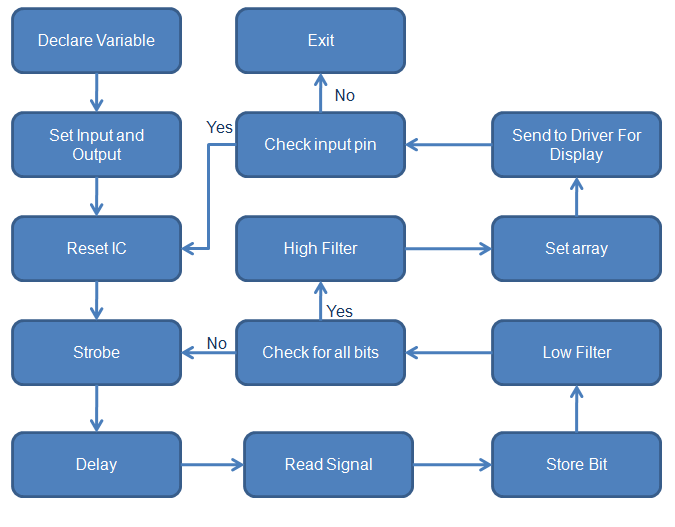 Declare Variable
Exit
No
Yes
Set Input and
Output
Check input pin
Send to Driver For
Display
Reset IC
High Filter
Set array
Yes
No
Strobe
Check for all bits
Low Filter
Delay
Read Signal
Store Bit